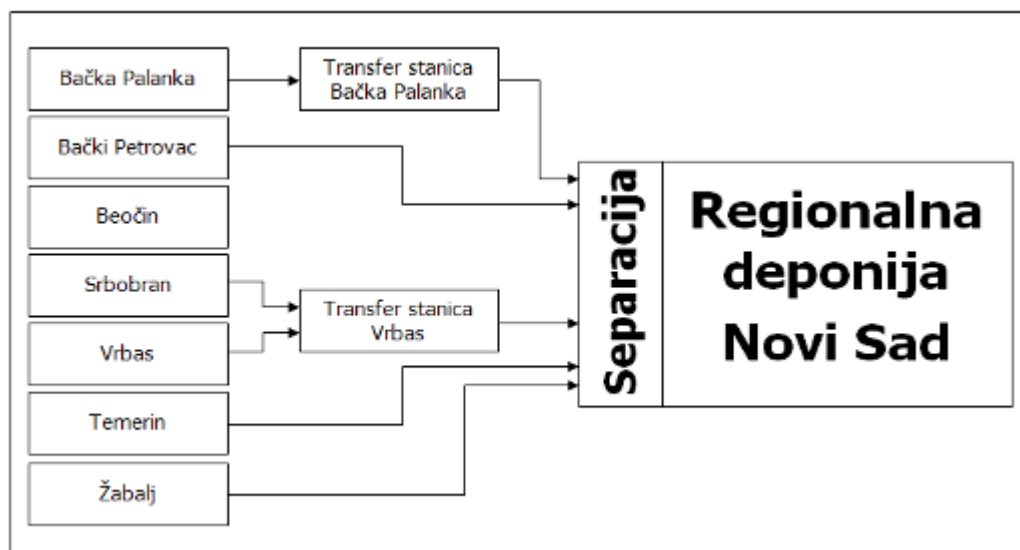 Bačka Palanka
Transfer stanica
Bačka Palanka
Bački Petrovac
Beočin
Srbobran
Transfer stanica
Vrbas
Vrbas
Temerin
Žabalj
Separacija
Regionalna
deponija
Novi Sad